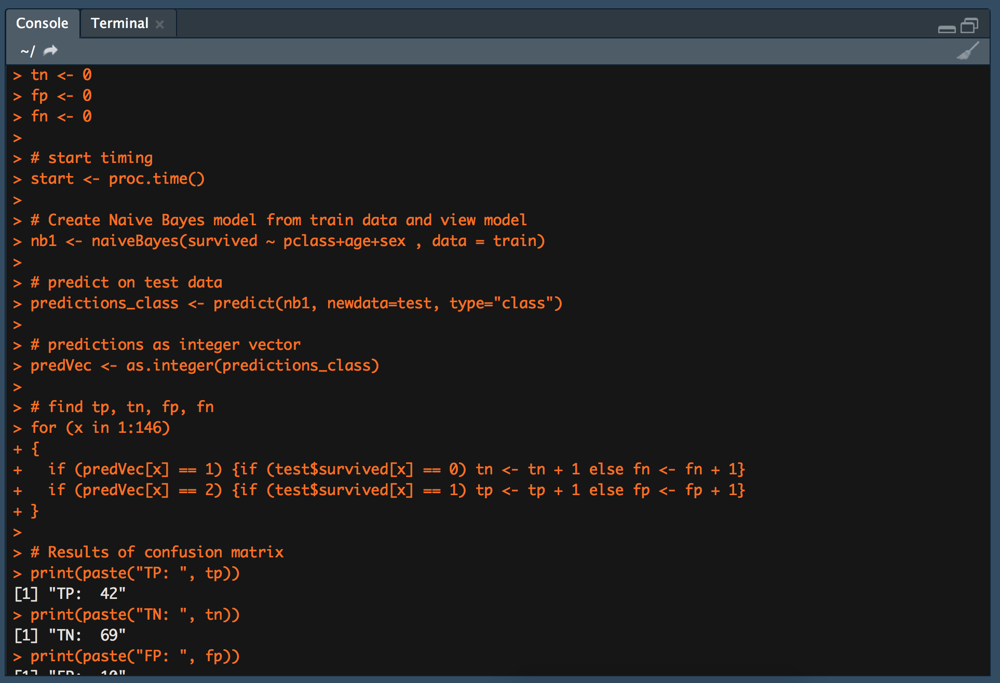 Console Terminal
~/
> tn <- 0
> fp <- 0
> fn <- 0
>
> # start timing
> start <- proc.time()
>
> # Create Naive Bayes model from train data and view model
> nb1 <- naiveBayes(survived ~ pclass+age+sex , data = train)
>
> # predict on test data
> predictions_class <- predict(nb1, newdata=test, type="class")
>
> # predictions as integer vector
> predVec <- as.integer(predictions_class)
>
> # find tp, tn, fp, fn
> for (x in 1:146)
+ {
+   if (predVec[x] == 1) {if (test$survived[x] == 0) tn <- tn + 1 else fn <- fn + 1}
+   if (predVec[x] == 2) {if (test$survived[x] == 1) tp <- tp + 1 else fp <- fp + 1}
+ }
>
> # Results of confusion matrix
> print(paste("TP: ", tp))
[1] "TP:  42"
> print(paste("TN: ", tn))
[1] "TN:  69"
> print(paste("FP: ", fp))
[1] "FP: